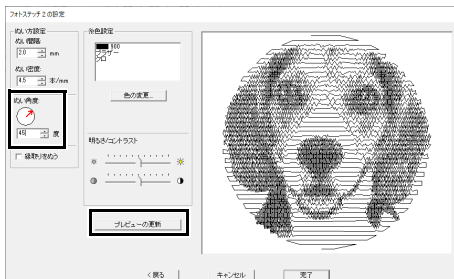 フォトステッチ2の設定
ぬい方設定
ぬい間隔:
2.0 mm
ぬい密度:
4.5 本/mm
ぬい角度:
45 度
縁取りをぬう
糸色設定
900
ブラザー
クロ
色の変更...
明るさ/コントラスト
プレビューの更新
< 戻る
キャンセル
完了